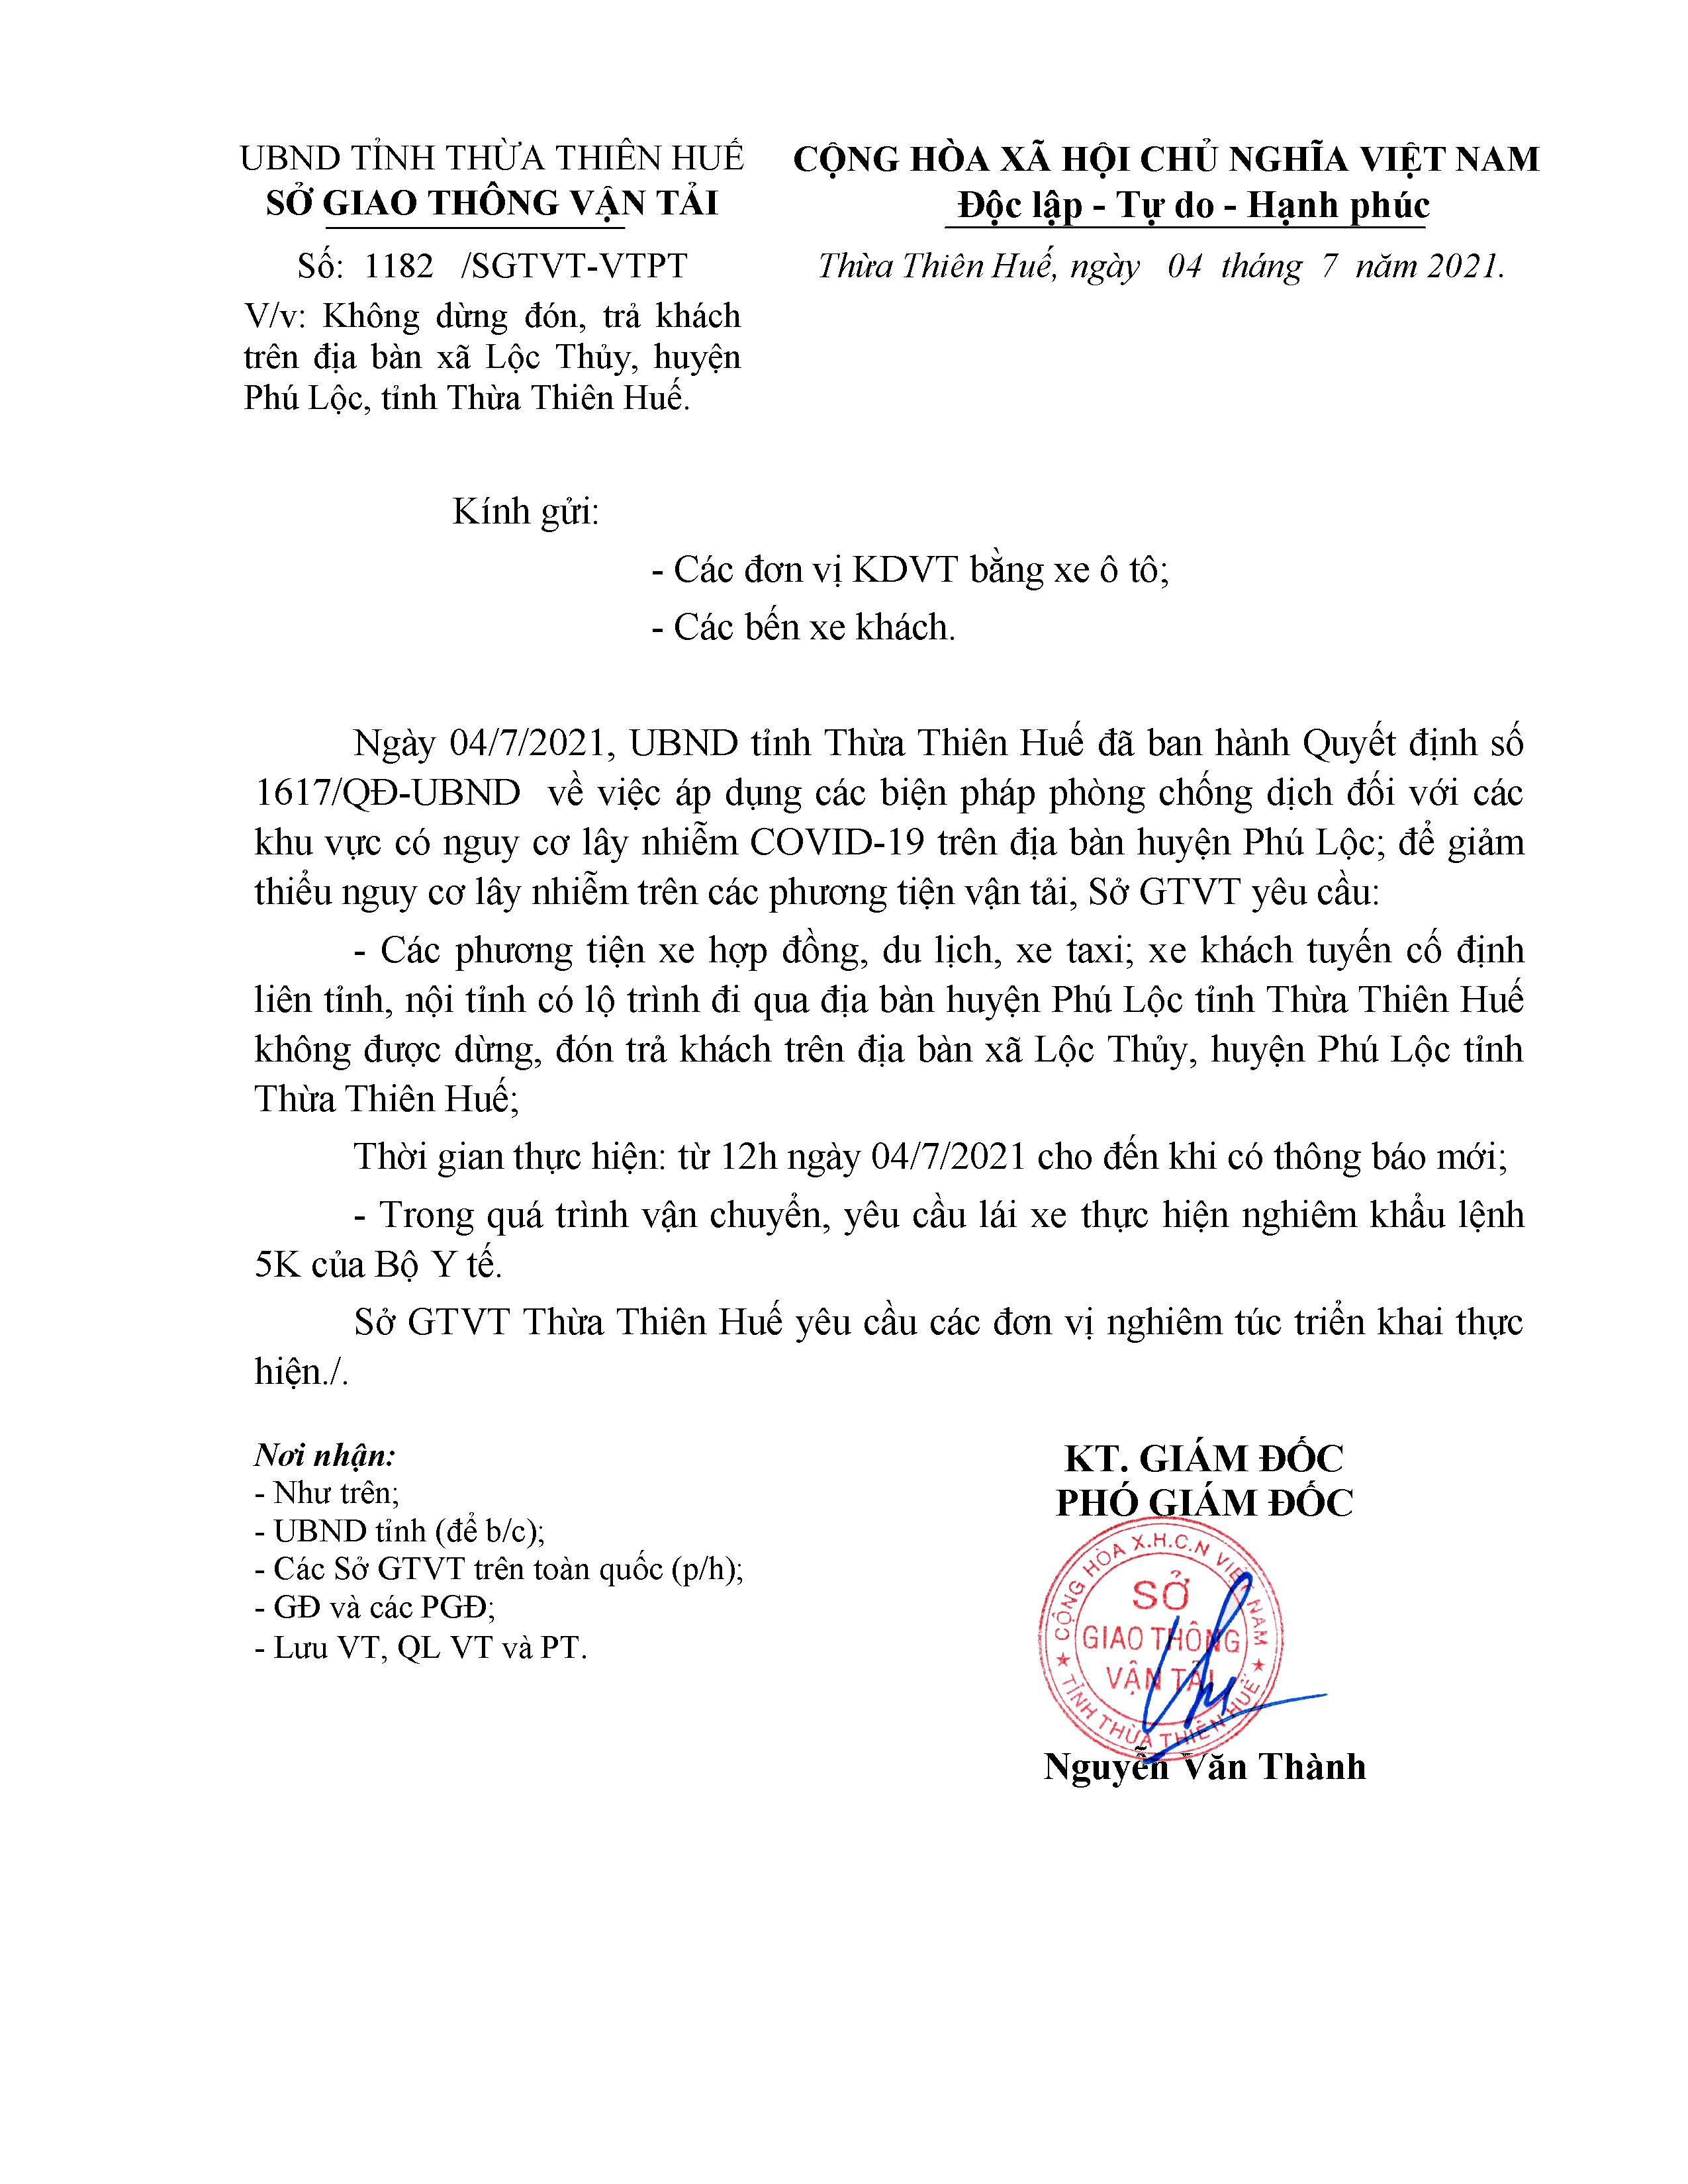 UBND TỈNH THỪA THIÊN HUẾ
SỞ GIAO THÔNG VẬN TẢI
Số: 1182 /SGTVT-VTPT
V/v: Không dừng đón, trả khách
trên địa bàn xã Lộc Thủy, huyện
Phú Lộc, tỉnh Thừa Thiên Huế.
CỘNG HÒA XÃ HỘI CHỦ NGHĨA VIỆT NAM
Độc lập - Tự do - Hạnh phúc
Thừa Thiên Huế, ngày 04 tháng 7 năm 2021.
Kính gửi:
- Các đơn vị KDVT bằng xe ô tô;
- Các bến xe khách.
Ngày 04/7/2021, UBND tỉnh Thừa Thiên Huế đã ban hành Quyết định số
1617/QĐ-UBND về việc áp dụng các biện pháp phòng chống dịch đối với các
khu vực có nguy cơ lây nhiễm COVID-19 trên địa bàn huyện Phú Lộc; để giảm
thiểu nguy cơ lây nhiễm trên các phương tiện vận tải, Sở GTVT yêu cầu:
- Các phương tiện xe hợp đồng, du lịch, xe taxi; xe khách tuyến cố định
liên tỉnh, nội tỉnh có lộ trình đi qua địa bàn huyện Phú Lộc tỉnh Thừa Thiên Huế
không được dừng, đón trả khách trên địa bàn xã Lộc Thủy, huyện Phú Lộc tỉnh
Thừa Thiên Huế;
Thời gian thực hiện: từ 12h ngày 04/7/2021 cho đến khi có thông báo mới;
- Trong quá trình vận chuyển, yêu cầu lái xe thực hiện nghiêm khẩu lệnh
5K của Bộ Y tế.
Sở GTVT Thừa Thiên Huế yêu cầu các đơn vị nghiêm túc triển khai thực
hiện./.
Nơi nhận:
- Như trên;
- UBND tỉnh (để b/c);
- Các Sở GTVT trên toàn quốc (p/h);
- GĐ và các PGĐ;
- Lưu VT, QL VT và PT.
KT. GIÁM ĐỐC
PHÓ GIÁM ĐỐC
CỘNG HÒA X.H.C.N VIỆT NAM
SỞ
GIAO THÔNG
VẬN TẢI
TỈNH THỪA THIÊN HUẾ
Nguyễn Văn Thành